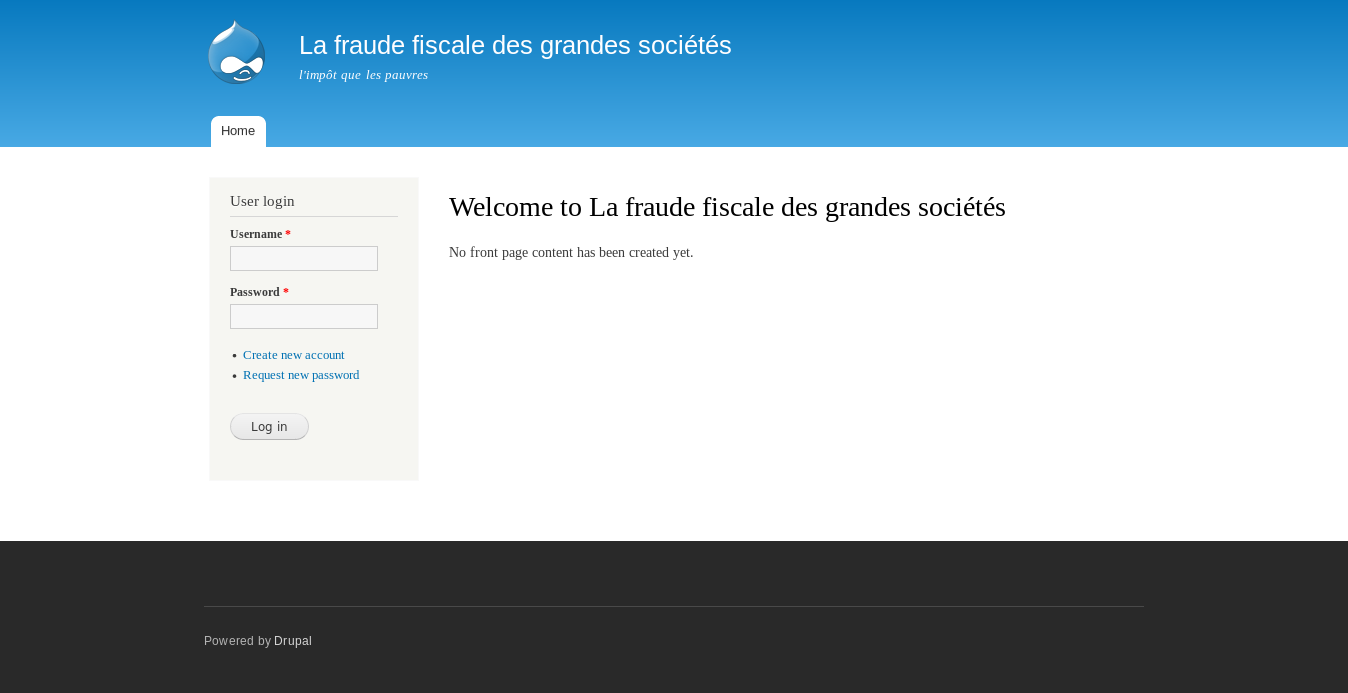 La fraude fiscale des grandes sociétés
l'impôt que les pauvres
Home
User login
Username *
Password *
Create new account
Request new password
Log in
Welcome to La fraude fiscale des grandes sociétés
No front page content has been created yet.
Powered by Drupal